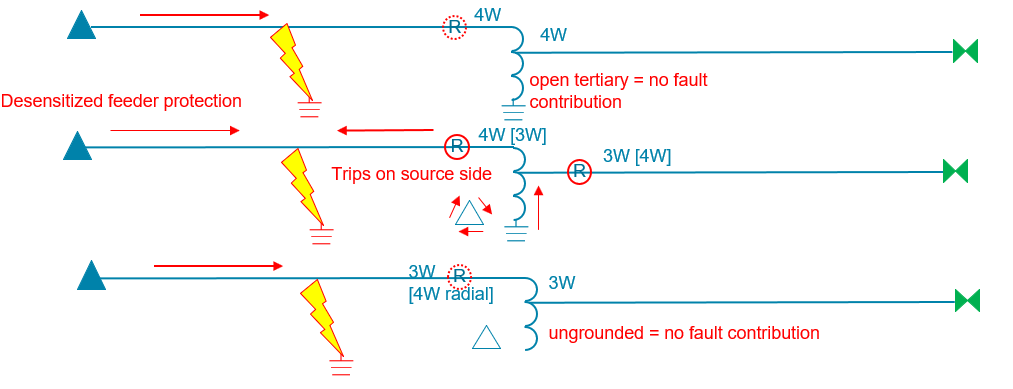 4W
R
4W
open tertiary = no fault
contribution
Desensitized feeder protection
4W [3W]
R
3W [4W]
R
Trips on source side
3W
R
[4W radial]
3W
ungrounded = no fault contribution